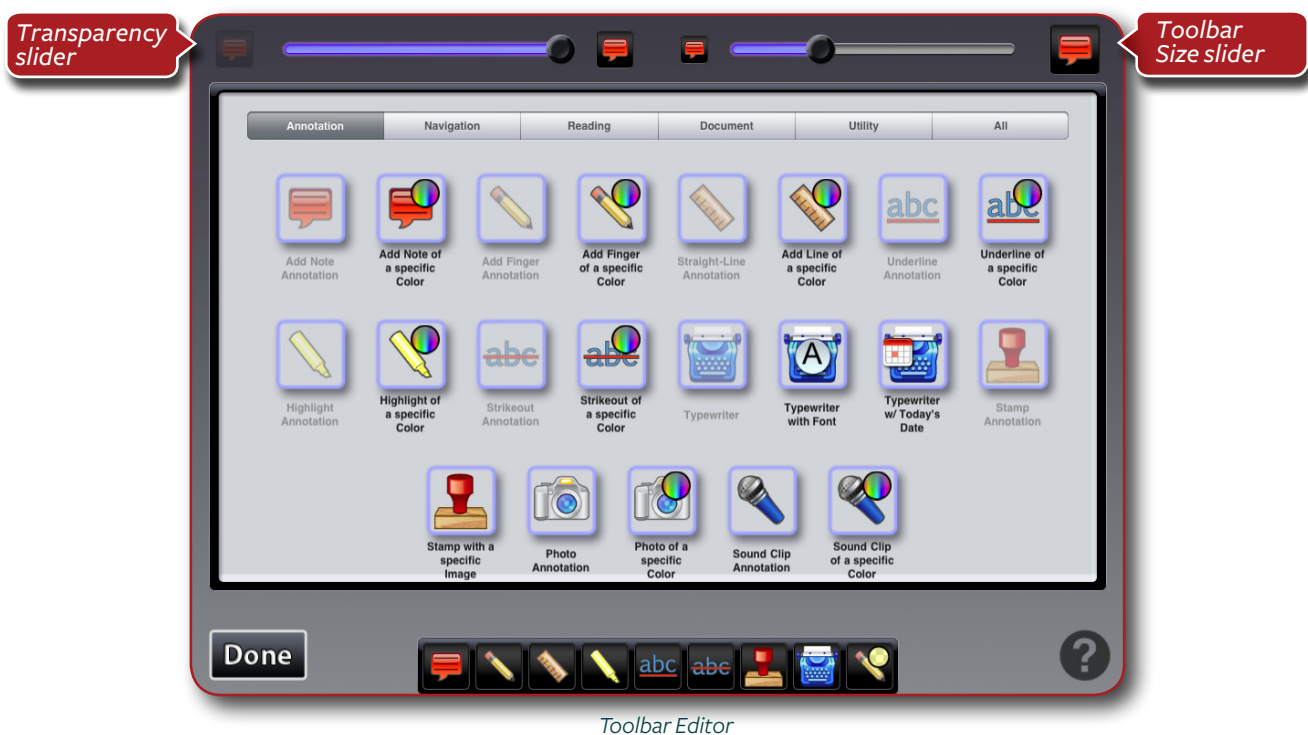 Transparency
slider
Toolbar
Size slider
Annotation Navigation Reading Document Utility All
abc abc
Add Note
Annotation
Add Note of
a specific
Color
Add Finger
Annotation
Add Finger
of a specific
Color
Straight-Line
Annotation
Add Line of
a specific
Color
Underline
Annotation
Underline of
a specific
Color
abc abc A
Highlight
Annotation
Highlight of
a specific
Color
Strikeout
Annotation
Strikeout of
a specific
Color
Typewriter
Typewriter
with Font
Typewriter
w/ Today's
Date
Stamp
Annotation
Stamp with a
specific
Image
Photo
Annotation
Photo of a
specific
Color
Sound Clip
Annotation
Sound Clip
of a specific
Color
Done
abc abc
?
Toolbar Editor